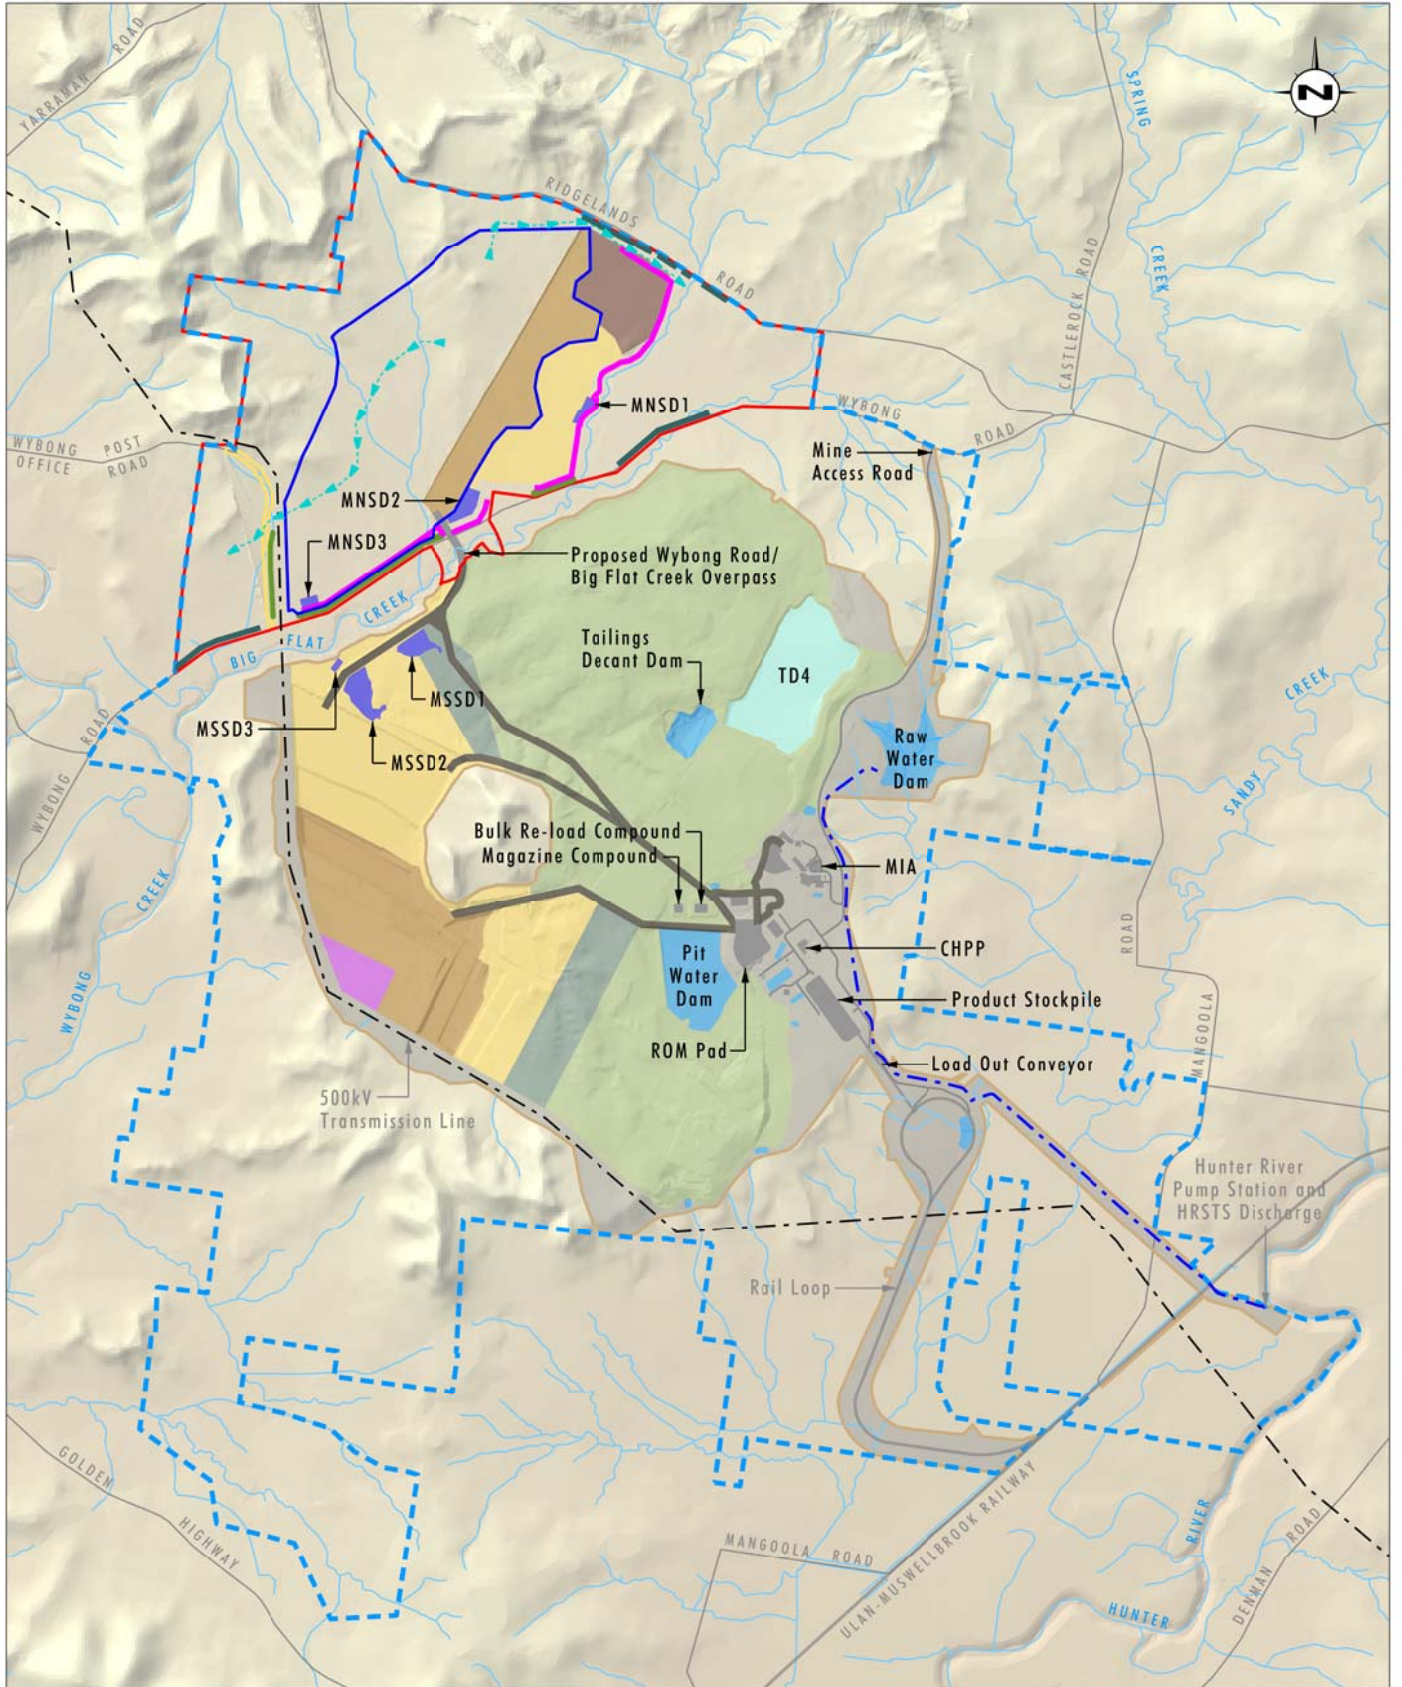 YARRAMAN ROAD
N
SPRING
CREEK
RIDGELANDS
ROAD
CASTLEROCK ROAD
WYBONG
ROAD
MNSD1
WYBONG POST
OFFICE ROAD
Mine
Access Road
MNSD2
MNSD3
Proposed Wybong Road/
Big Flat Creek Overpass
BIG FLAT CREEK
Tailings
Decant Dam
TD4
MSSD1
MSSD3
MSSD2
Raw
Water
Dam
WYBONG ROAD
SANDY CREEK
Bulk Re-load Compound
Magazine Compound
MIA
WYBONG CREEK
CHPP
Pit
Water
Dam
Product Stockpile
ROM Pad
MANGOOLA ROAD
Load Out Conveyor
500kV
Transmission Line
Hunter River
Pump Station and
HRSTS Discharge
Rail Loop
GOLDEN HIGHWAY
MANGOOLA ROAD
ULAN-MUSWELLBROOK RAILWAY
HUNTER RIVER
DENMAN ROAD